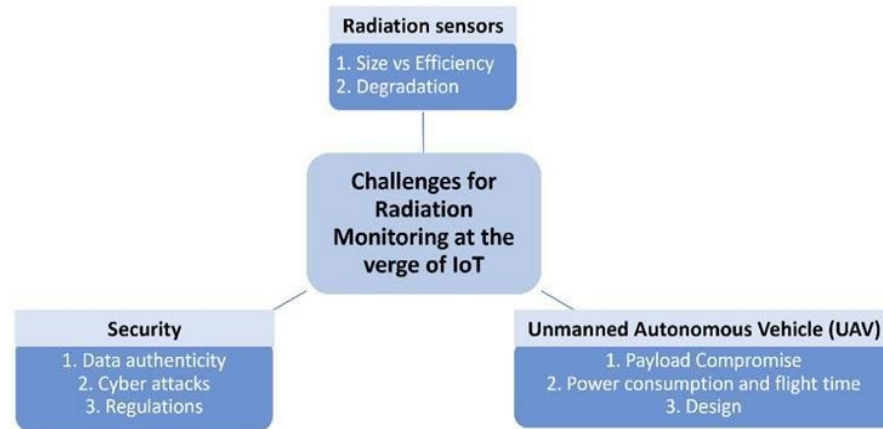 Radiation sensors
1. Size vs Efficiency
2. Degradation
Challenges for
Radiation
Monitoring at the
verge of IoT
Security
1. Data authenticity
2. Cyber attacks
3. Regulations
Unmanned Autonomous Vehicle (UAV)
1. Payload Compromise
2. Power consumption and flight time
3. Design